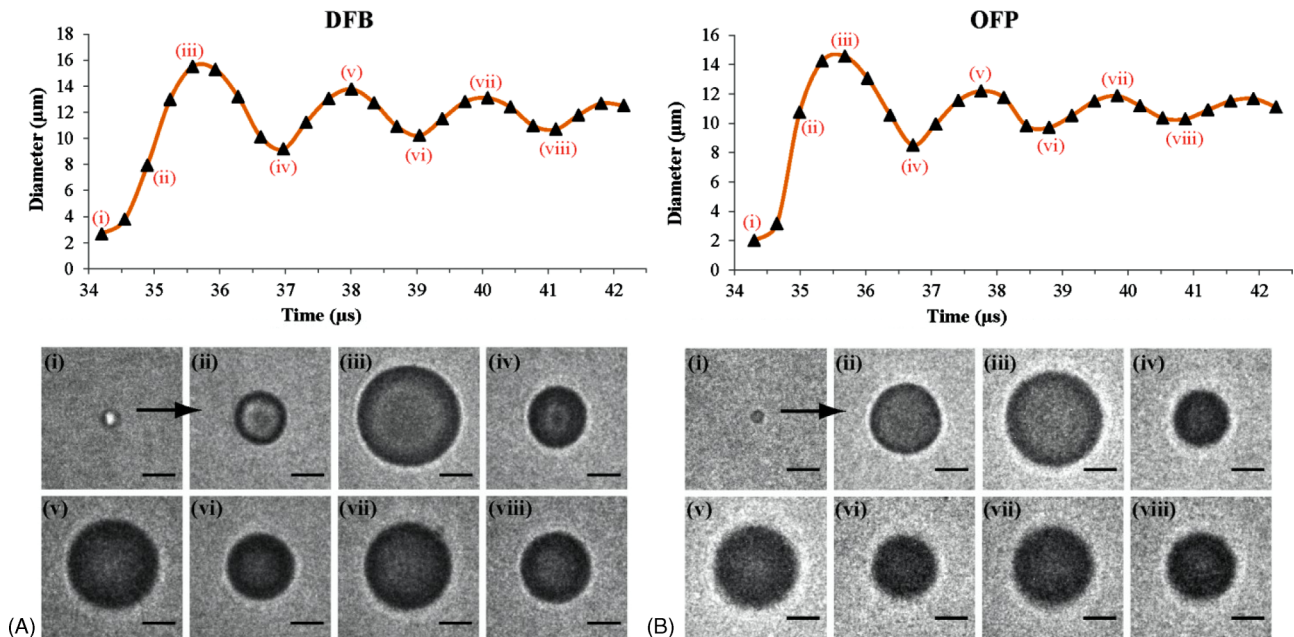 DFB
Diameter (µm)
18
16
14
12
10
8
6
4
2
0
(i)
(ii)
(iii)
(iv)
(v)
(vi)
(vii)
(viii)
34 35 36 37 38 39 40 41 42
Time (µs)
(i) (ii) (iii) (iv)
(v) (vi) (vii) (viii)
(A)
OFP
Diameter (µm)
16
14
12
10
8
6
4
2
0
(i)
(ii)
(iii)
(iv)
(v)
(vi)
(vii)
(viii)
34 35 36 37 38 39 40 41 42
Time (µs)
(i) (ii) (iii) (iv)
(v) (vi) (vii) (viii)
(B)